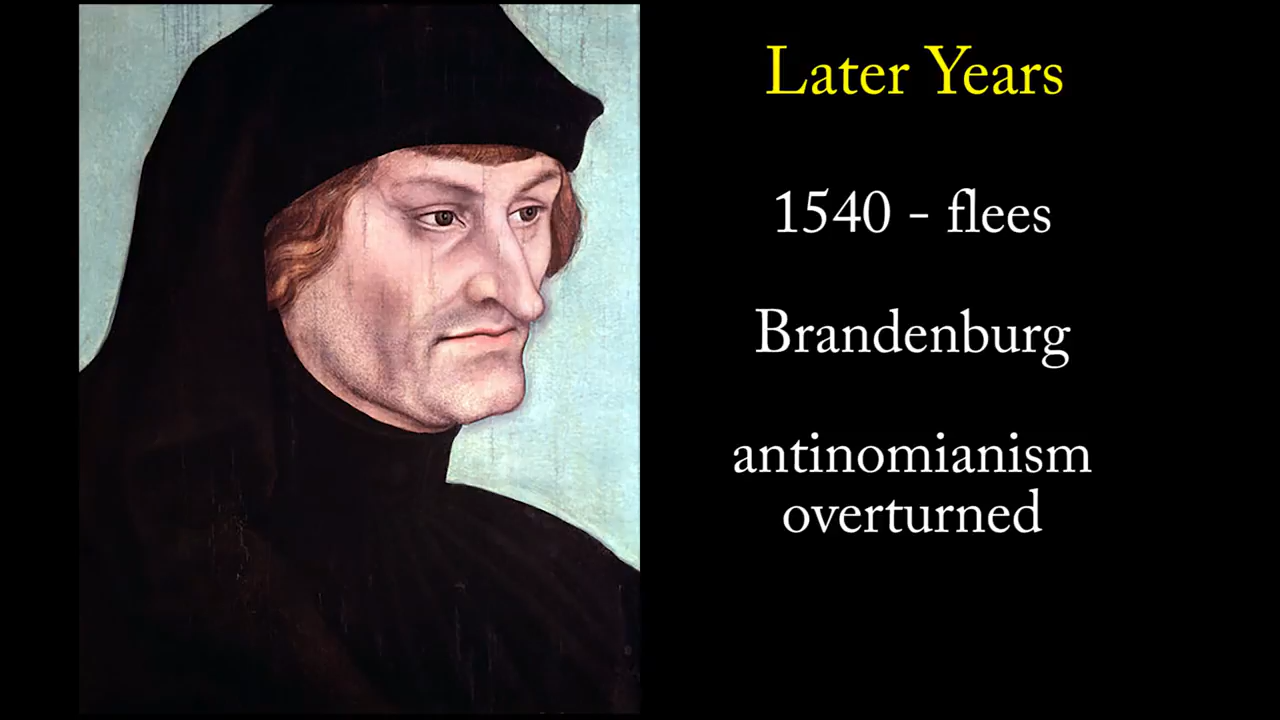 Later Years
1540 - flees
Brandenburg
antinomianism
overturned